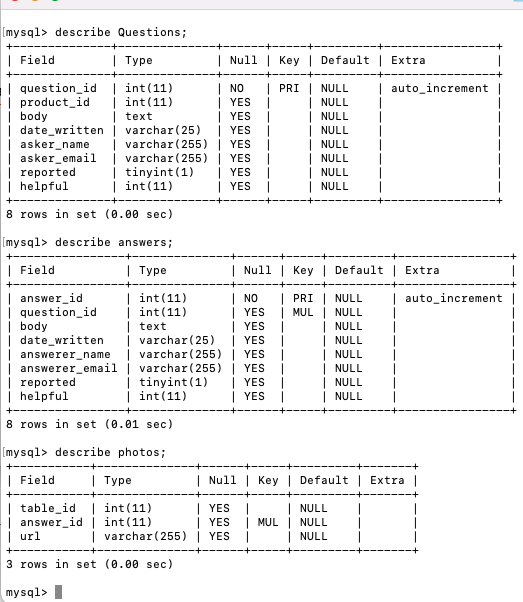 [mysql> describe Questions;
+--------------+--------------+------+-----+---------+----------------+
| Field        | Type         | Null | Key | Default | Extra          |
+--------------+--------------+------+-----+---------+----------------+
| question_id  | int(11)      | NO   | PRI | NULL    | auto_increment |
| product_id   | int(11)      | YES  |     | NULL    |                |
| body         | text         | YES  |     | NULL    |                |
| date_written | varchar(25)  | YES  |     | NULL    |                |
| asker_name   | varchar(255) | YES  |     | NULL    |                |
| asker_email  | varchar(255) | YES  |     | NULL    |                |
| reported     | tinyint(1)   | YES  |     | NULL    |                |
| helpful      | int(11)      | YES  |     | NULL    |                |
+--------------+--------------+------+-----+---------+----------------+
8 rows in set (0.00 sec)
[mysql> describe answers;
+----------------+--------------+------+-----+---------+----------------+
| Field          | Type         | Null | Key | Default | Extra          |
+----------------+--------------+------+-----+---------+----------------+
| answer_id      | int(11)      | NO   | PRI | NULL    | auto_increment |
| question_id    | int(11)      | YES  | MUL | NULL    |                |
| body           | text         | YES  |     | NULL    |                |
| date_written   | varchar(25)  | YES  |     | NULL    |                |
| answerer_name  | varchar(255) | YES  |     | NULL    |                |
| answerer_email | varchar(255) | YES  |     | NULL    |                |
| reported       | tinyint(1)   | YES  |     | NULL    |                |
| helpful        | int(11)      | YES  |     | NULL    |                |
+----------------+--------------+------+-----+---------+----------------+
8 rows in set (0.01 sec)
[mysql> describe photos;
+-----------+--------------+------+-----+---------+-------+
| Field     | Type         | Null | Key | Default | Extra |
+-----------+--------------+------+-----+---------+-------+
| table_id  | int(11)      | YES  |     | NULL    |       |
| answer_id | int(11)      | YES  | MUL | NULL    |       |
| url       | varchar(255) | YES  |     | NULL    |       |
+-----------+--------------+------+-----+---------+-------+
3 rows in set (0.00 sec)
mysql>